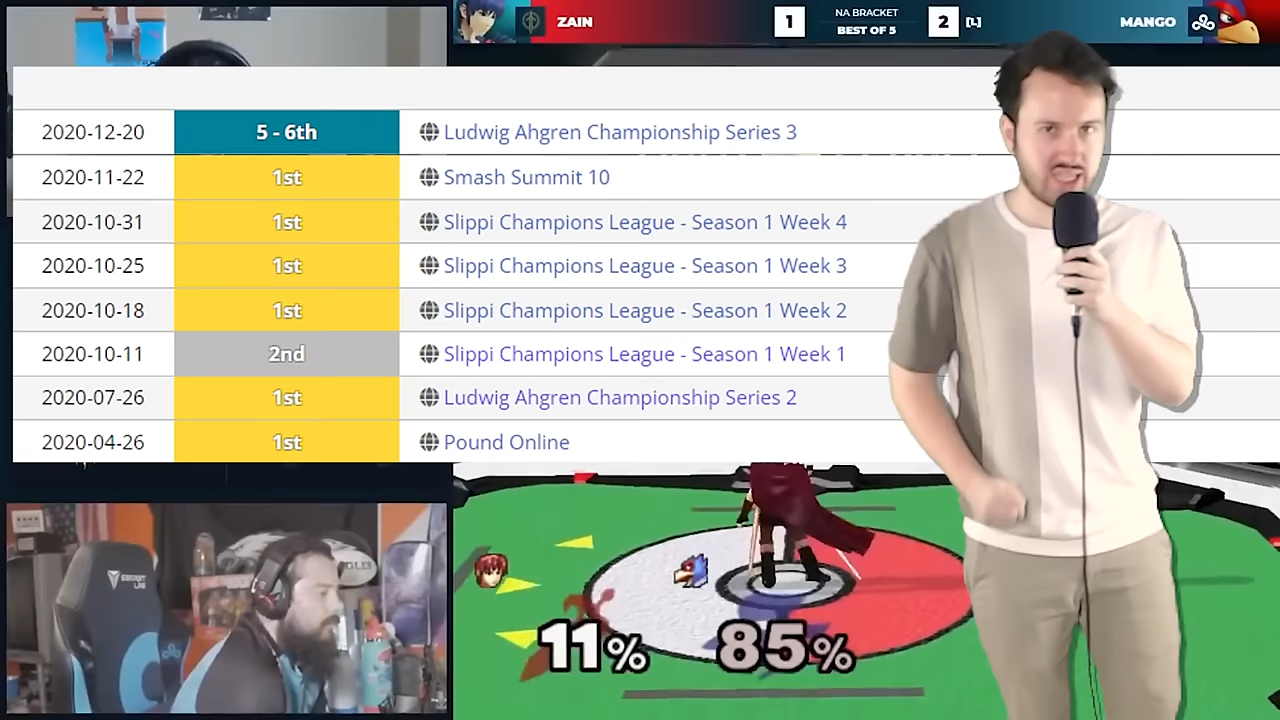 ZAIN
1
NA BRACKET
BEST OF 5
2
[L]
MANGO
2020-12-20 5 - 6th Ludwig Ahgren Championship Series 3
2020-11-22 1st Smash Summit 10
2020-10-31 1st Slippi Champions League - Season 1 Week 4
2020-10-25 1st Slippi Champions League - Season 1 Week 3
2020-10-18 1st Slippi Champions League - Season 1 Week 2
2020-10-11 2nd Slippi Champions League - Season 1 Week 1
2020-07-26 1st Ludwig Ahgren Championship Series 2
2020-04-26 1st Pound Online
SECRET
LAB
11%
85%